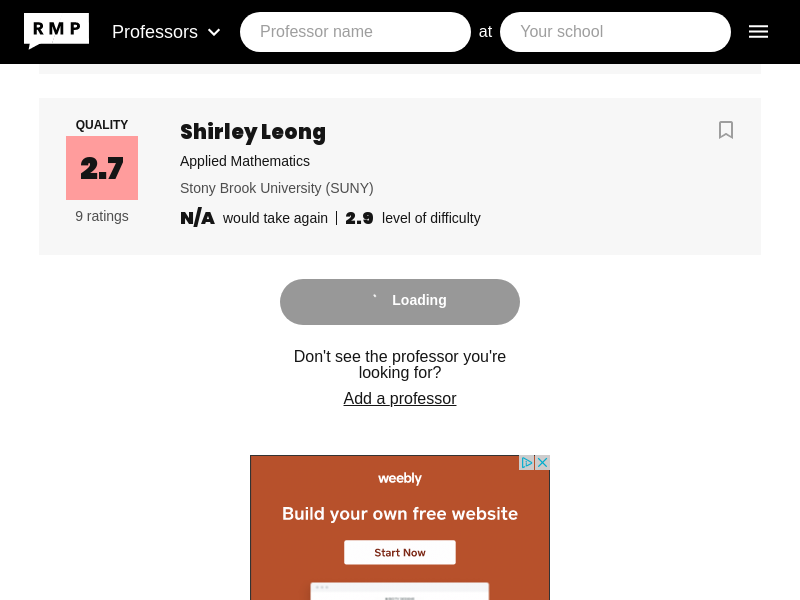 RMP
Professors
Professor name
at
Your school
QUALITY
2.7
9 ratings
Shirley Leong
Applied Mathematics
Stony Brook University (SUNY)
N/A would take again | 2.9 level of difficulty
Loading
Don't see the professor you're
looking for?
Add a professor
weebly
Build your own free website
Start Now